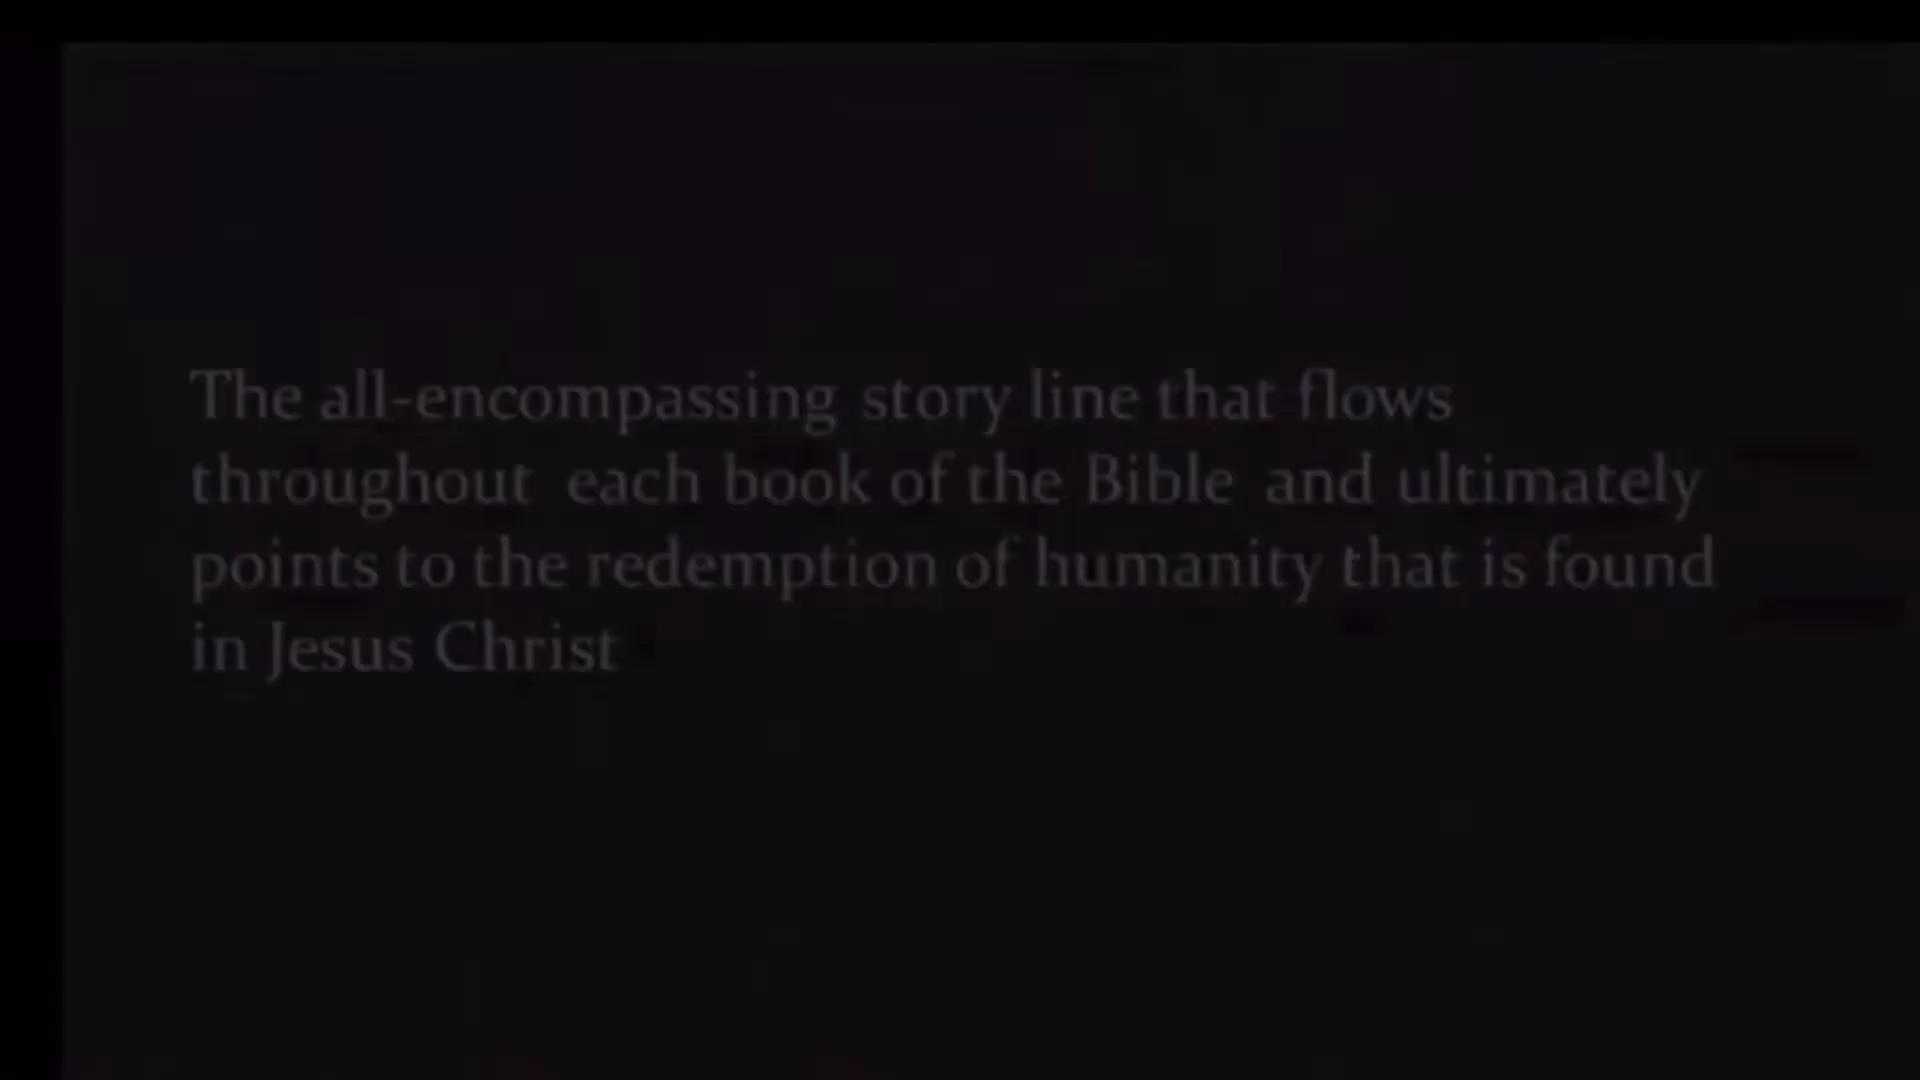 The all-encompassing story line that flows
throughout each book of the Bible and ultimately
points to the redemption of humanity that is found
in Jesus Christ